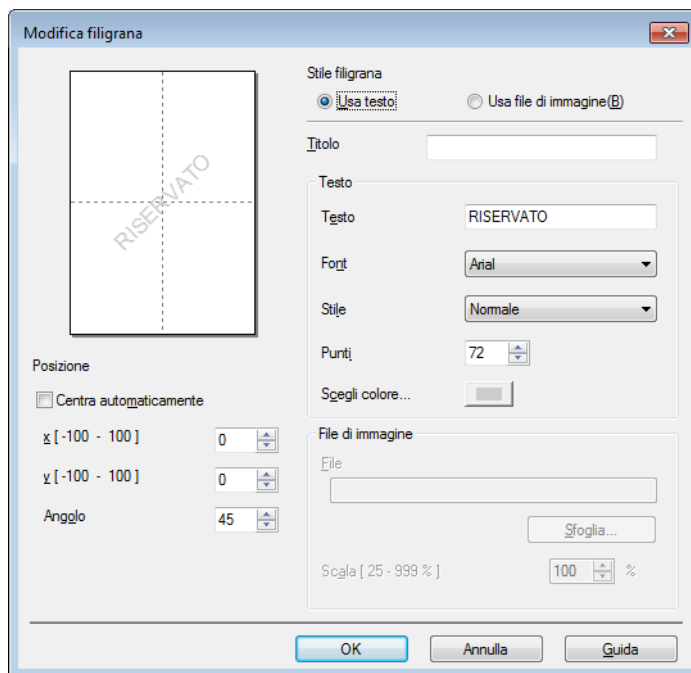 Modifica filigrana
RISERVATO
Posizione
Centra automaticamente
x [ -100 - 100 ] 0
y [ -100 - 100 ] 0
Angolo 45
Stile filigrana
Usa testo Usa file di immagine(B)
Titolo
Testo
Testo RISERVATO
Font Arial
Stile Normale
Punti 72
Scegli colore...
File di immagine
File
Sfoglia...
Scala [ 25 - 999 % ] 100 %
OK Annulla Guida